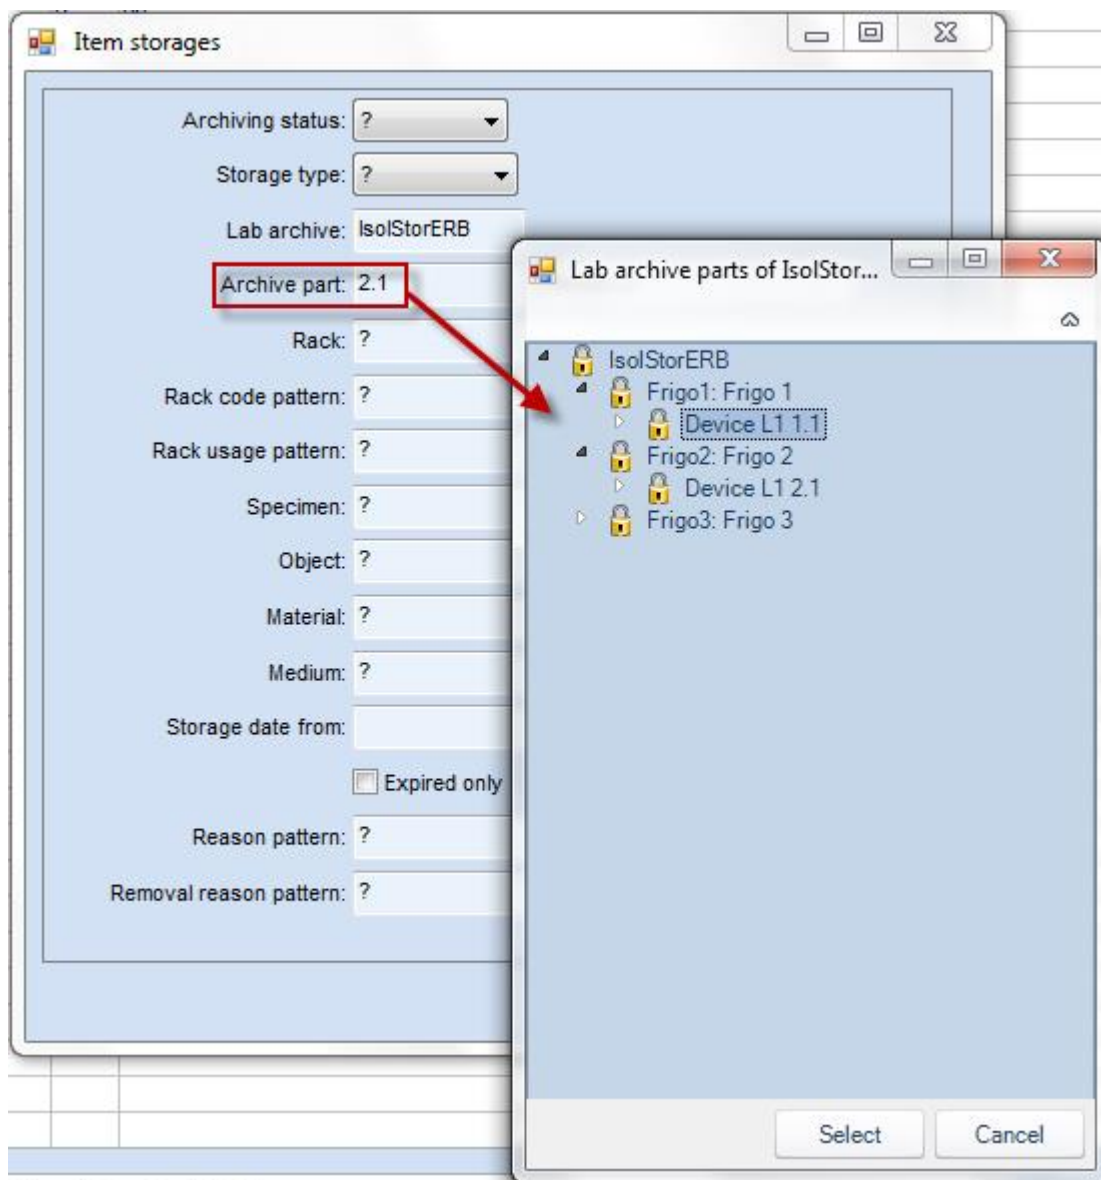 Item storages
Archiving status: ?
Storage type: ?
Lab archive: IsolStorERB
Archive part: 2.1
Rack: ?
Rack code pattern: ?
Rack usage pattern: ?
Specimen: ?
Object: ?
Material: ?
Medium: ?
Storage date from:
Expired only
Reason pattern: ?
Removal reason pattern: ?
Lab archive parts of IsolStor...
IsolStorERB
Frigo1: Frigo 1
Device L1 1.1
Frigo2: Frigo 2
Device L1 2.1
Frigo3: Frigo 3
Select Cancel